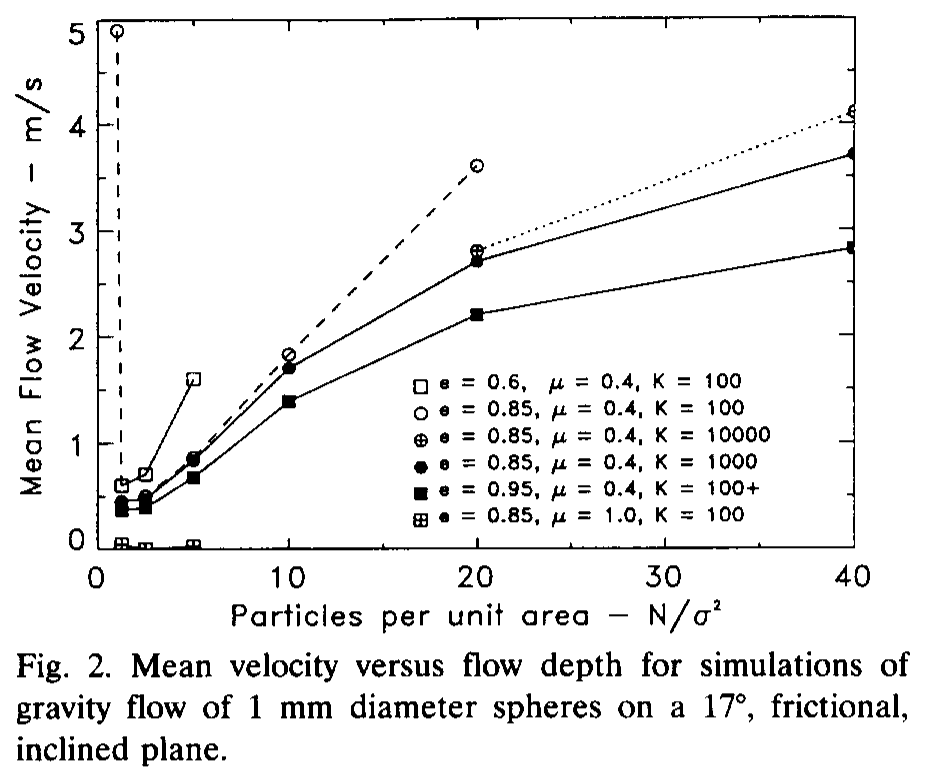 5
4
3
2
1
0
Mean Flow Velocity – m/s
e = 0.6, μ = 0.4, K = 100
e = 0.85, μ = 0.4, K = 100
e = 0.85, μ = 0.4, K = 10000
e = 0.85, μ = 0.4, K = 1000
e = 0.95, μ = 0.4, K = 100+
e = 0.85, μ = 1.0, K = 100
0 10 20 30 40
Particles per unit area – N/σ²
Fig. 2. Mean velocity versus flow depth for simulations of
gravity flow of 1 mm diameter spheres on a 17°, frictional,
inclined plane.